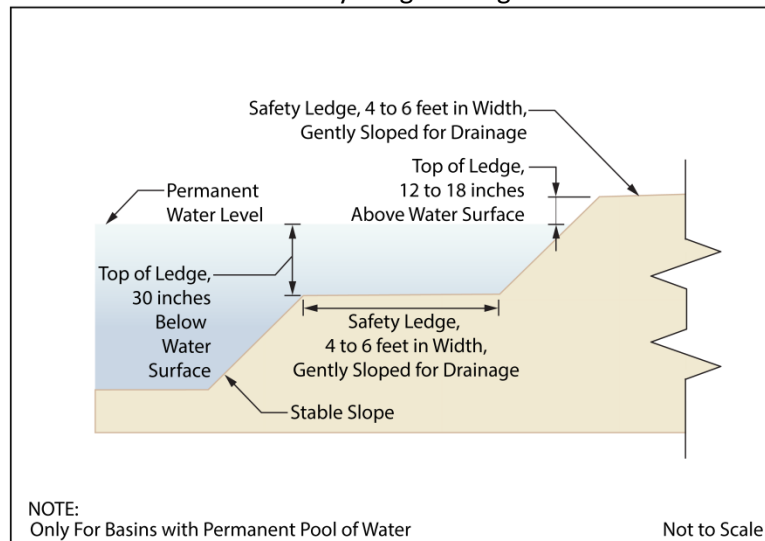 Safety Ledge, 4 to 6 feet in Width,
Gently Sloped for Drainage
Top of Ledge,
12 to 18 inches
Above Water Surface
Permanent
Water Level
Top of Ledge,
30 inches
Below
Water
Surface
Safety Ledge,
4 to 6 feet in Width,
Gently Sloped for Drainage
Stable Slope
NOTE:
Only For Basins with Permanent Pool of Water
Not to Scale